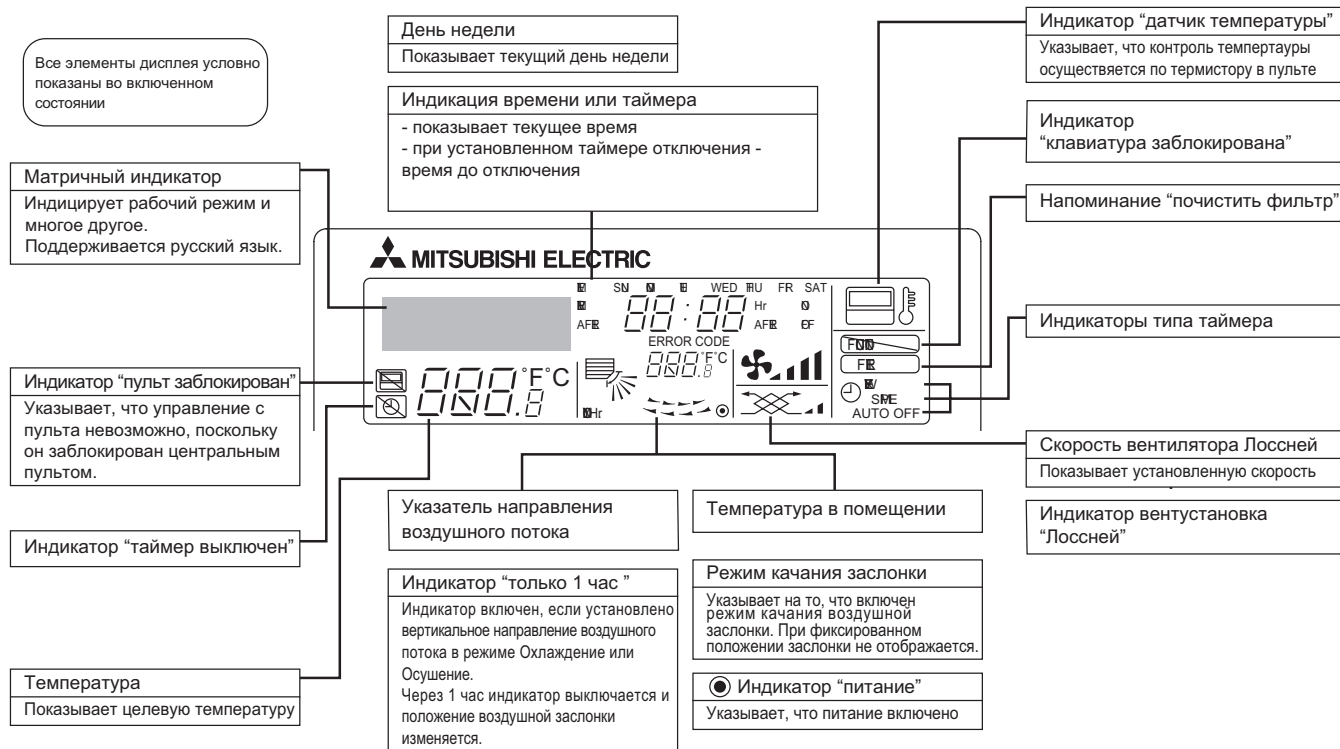 Все элементы дисплея условно
показаны во включенном
состоянии
День недели
Показывает текущий день недели
Индикация времени или таймера
- показывает текущее время
- при установленном таймере отключения -
время до отключения
Индикатор “датчик температуры”
Указывает, что контроль темпертауры
осуществяется по термистору в пульте
Индикатор
“клавиатура заблокирована”
Напоминание “почистить фильтр”
Индикаторы типа таймера
Скорость вентилятора Лоссней
Показывает установленную скорость
Индикатор вентустановка
“Лоссней”
Матричный индикатор
Индицирует рабочий режим и
многое другое.
Поддерживается русский язык.
Индикатор “пульт заблокирован”
Указывает, что управление с
пульта невозможно, поскольку
он заблокирован центральным
пультом.
Индикатор “таймер выключен”
Температура
Показывает целевую температуру
MITSUBISHI ELECTRIC
WED FR SAT
88:88 Hr
ERROR CODE
°F°C
°F°C
AUTO OFF
Указатель направления
воздушного потока
Температура в помещении
Индикатор “только 1 час ”
Индикатор включен, если установлено
вертикальное направление воздушного
потока в режиме Охлаждение или
Осушение.
Через 1 час индикатор выключается и
положение воздушной заслонки
изменяется.
Режим качания заслонки
Указывает на то, что включен
режим качания воздушной
заслонки. При фиксированном
положении заслонки не отображается.
Индикатор “питание”
Указывает, что питание включено